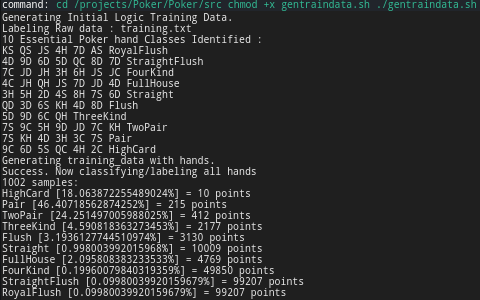 command: cd /projects/Poker/Poker/src chmod +x gentraindata.sh ./gentraindata.sh
Generating Initial Logic Training Data.
Labeling Raw data : training.txt
10 Essential Poker hand Classes Identified :
KS QS JS 4H 7D AS RoyalFlush
4D 9D 6D 5D QC 8D 7D StraightFlush
7C JD JH 3H 6H JS JC FourKind
4C JH QH JS 7D JD 4D FullHouse
3H 5H 2D 4S 8H 7S 6D Straight
QD 3D 6S KH 4D 8D Flush
5D 9D 6C QH ThreeKind
7S 9C 5H 9D JD 7C KH TwoPair
7S KH 4D 3H 3C 7S Pair
9C 6D 5S QC 4H 2C HighCard
Generating training_data with hands.
Success. Now classifying/labeling all hands
1002 samples:
HighCard [18.063872255489024%] = 10 points
Pair [46.40718562874252%] = 215 points
TwoPair [24.251497005988025%] = 412 points
ThreeKind [4.590818363273453%] = 2177 points
Flush [3.1936127744510974%] = 3130 points
Straight [0.998003992015968%] = 10009 points
FullHouse [2.095808383233533%] = 4769 points
FourKind [0.19960079840319359%] = 49850 points
StraightFlush [0.09980039920159679%] = 99207 points
RoyalFlush [0.09980039920159679%] = 99207 points